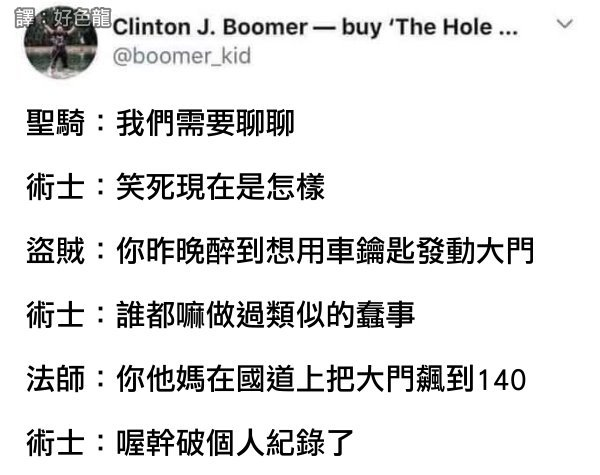 譯：好色龍
Clinton J. Boomer — buy ‘The Hole ...
@boomer_kid
聖騎：我們需要聊聊
術士：笑死現在是怎樣
盜賊：你昨晚醉到想用車鑰匙發動大門
術士：誰都嘛做過類似的蠢事
法師：你他媽在國道上把大門飆到140
術士：喔幹破個人紀錄了